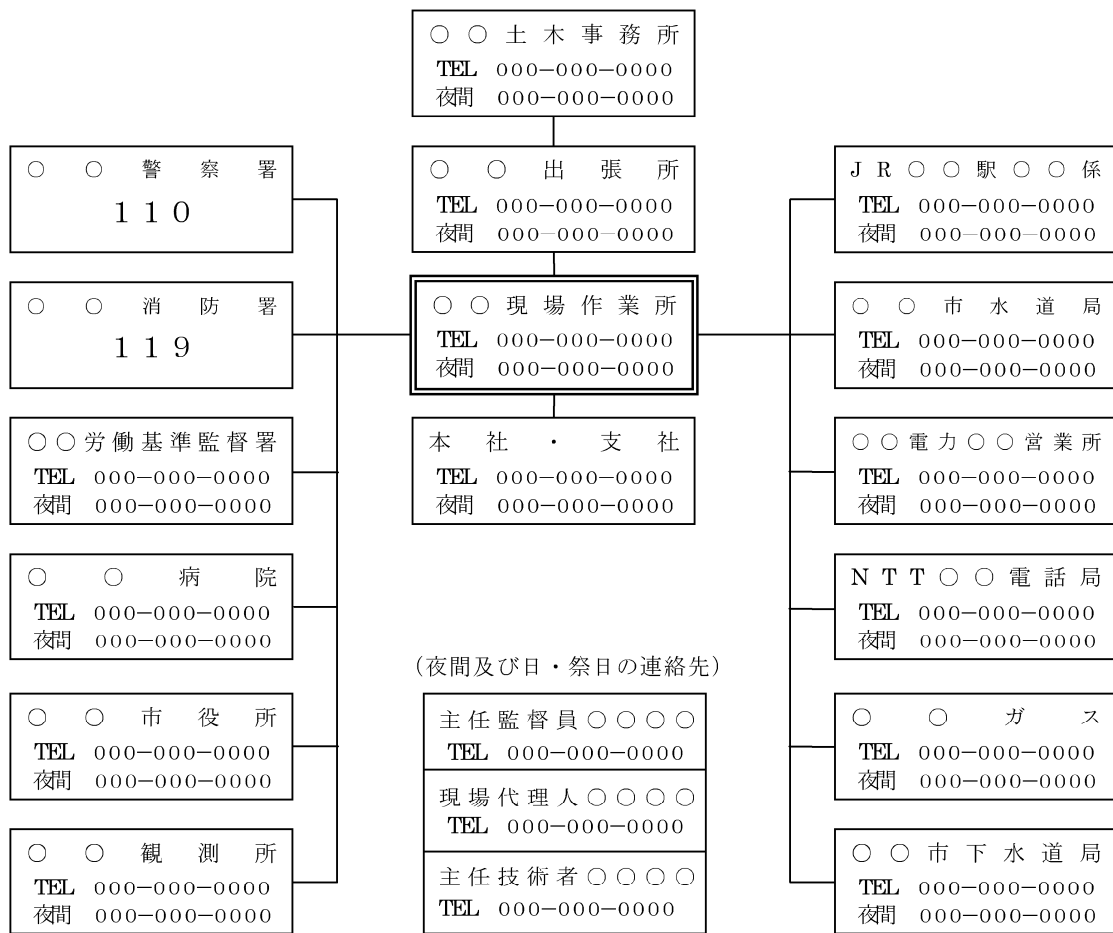 ○○土木事務所
TEL 000-000-0000
夜間 000-000-0000
○○警察署
110
○○出張所
TEL 000-000-0000
夜間 000-000-0000
JR○○駅○○係
TEL 000-000-0000
夜間 000-000-0000
○○消防署
119
○○現場作業所
TEL 000-000-0000
夜間 000-000-0000
○○市水道局
TEL 000-000-0000
夜間 000-000-0000
○○労働基準監督署
TEL 000-000-0000
夜間 000-000-0000
本社・支社
TEL 000-000-0000
夜間 000-000-0000
○○電力○○営業所
TEL 000-000-0000
夜間 000-000-0000
○○病院
TEL 000-000-0000
夜間 000-000-0000
NTT○○電話局
TEL 000-000-0000
夜間 000-000-0000
(夜間及び日・祭日の連絡先)
○○市役所
TEL 000-000-0000
夜間 000-000-0000
主任監督員○○○○
TEL 000-000-0000
現場代理人○○○○
TEL 000-000-0000
主任技術者○○○○
TEL 000-000-0000
○○ガス
TEL 000-000-0000
夜間 000-000-0000
○○観測所
TEL 000-000-0000
夜間 000-000-0000
○○市下水道局
TEL 000-000-0000
夜間 000-000-0000